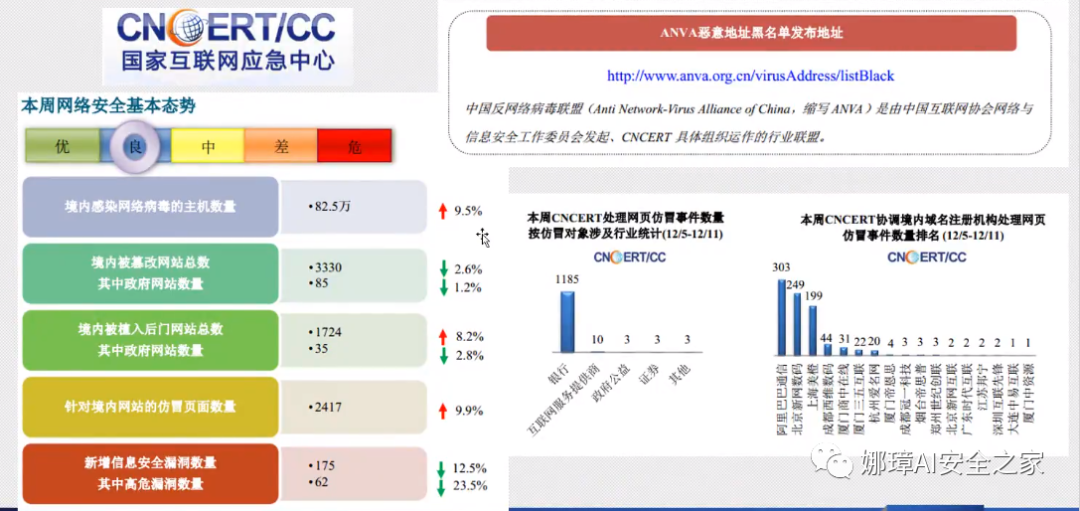 CNCERT/CC
国家互联网应急中心
本周网络安全基本态势
优 良 中 差 危
境内感染网络病毒的主机数量
•82.5万
9.5%
境内被篡改网站总数
其中政府网站数量
•3330
•85
2.6%
1.2%
境内被植入后门网站总数
其中政府网站数量
•1724
•35
8.2%
2.8%
针对境内网站的仿冒页面数量
•2417
9.9%
新增信息安全漏洞数量
其中高危漏洞数量
•175
•62
12.5%
23.5%
ANVA恶意地址黑名单发布地址
http://www.anva.org.cn/virusAddress/listBlack
中国反网络病毒联盟（Anti Network-Virus Alliance of China，缩写 ANVA）是由中国互联网协会网络与
信息安全工作委员会发起、CNCERT 具体组织运作的行业联盟。
本周CNCERT处理网页仿冒事件数量
按仿冒对象涉及行业统计(12/5-12/11)
CNCERT/CC
1185
10
3
3
3
银行
互联网服务提供商
政府公益
证券
其他
本周CNCERT协调境内域名注册机构处理网页
仿冒事件数量排名 (12/5-12/11)
CNCERT/CC
303
249
199
44
31
22
20
4
3
3
3
2
2
2
2
1
1
阿里巴巴通信
北京新网数码
上海美橙
成都西维数码
厦门商中在线
厦门三五互联
杭州爱名网
厦门帝恩思
成都冠一科技
烟台帝思普
郑州世纪创联
北京新网互联
广东时代互联
江苏邦宁
深圳互联先锋
大连中易互联
厦门中资源
娜璋AI安全之家